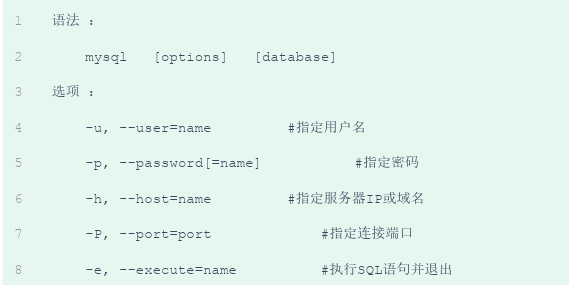 1 语法 ：
2 mysql [options] [database]
3 选项 ：
4 -u, --user=name #指定用户名
5 -p, --password[=name] #指定密码
6 -h, --host=name #指定服务器IP或域名
7 -P, --port=port #指定连接端口
8 -e, --execute=name #执行SQL语句并退出